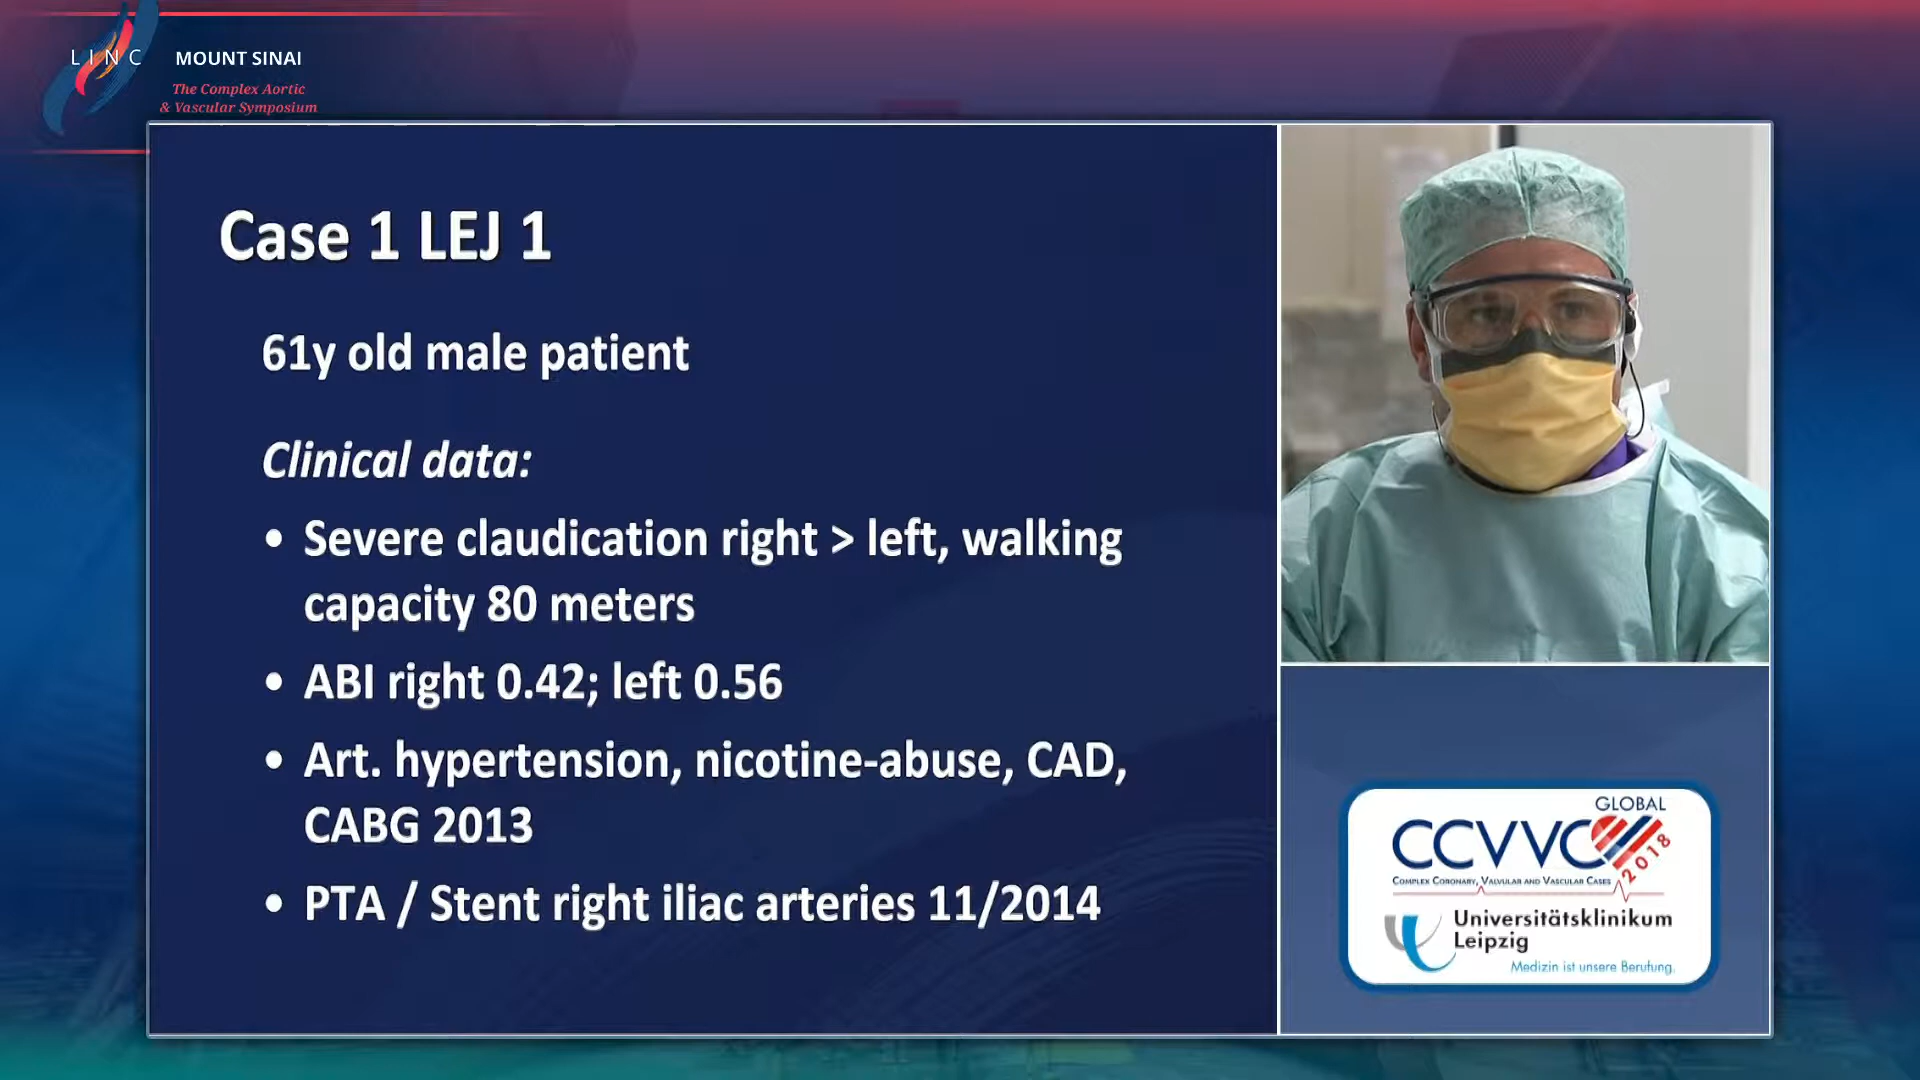 LINC
MOUNT SINAI
The Complex Aortic
& Vascular Symposium
Case 1 LEJ 1
61y old male patient
Clinical data:
• Severe claudication right > left, walking
capacity 80 meters
• ABI right 0.42; left 0.56
• Art. hypertension, nicotine-abuse, CAD,
CABG 2013
• PTA / Stent right iliac arteries 11/2014
GLOBAL
CCVVC
2018
COMPLEX CORONARY, VALVULAR AND VASCULAR CASES
Universitätsklinikum
Leipzig
Medizin ist unsere Berufung.